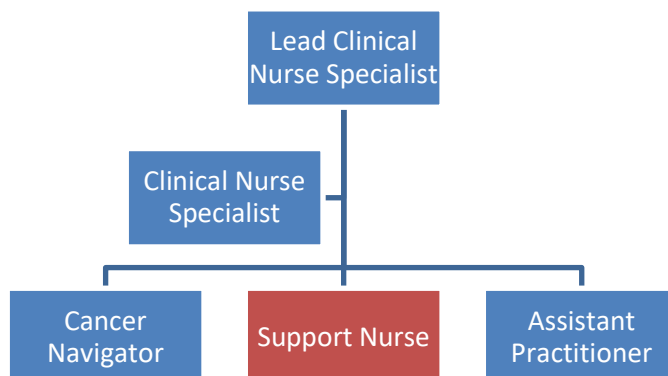 Lead Clinical
Nurse Specialist
Clinical Nurse
Specialist
Cancer
Navigator
Support Nurse
Assistant
Practitioner